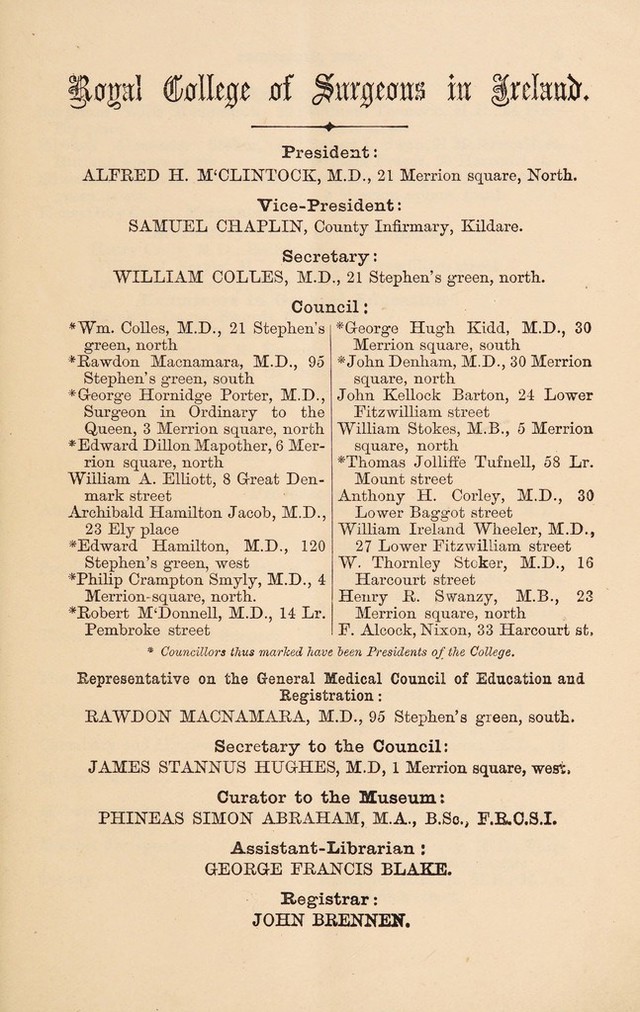 Royal College of Surgeons in Ireland.
President:
ALFRED H. M‘CLINTOCK, M.D., 21 Merrion square, North.
Vice-President:
SAMUEL CHAPLIN, County Infirmary, Kildare.
Secretary:
WILLIAM COLLES, M.D., 21 Stephen's green, north.
Council:
*Wm. Colles, M.D., 21 Stephen's
green, north
*Rawdon Macnamara, M.D., 95
Stephen's green, south
*George Hornidge Porter, M.D.,
Surgeon in Ordinary to the
Queen, 3 Merrion square, north
*Edward Dillon Mapother, 6 Mer-
rion square, north
William A. Elliott, 8 Great Den-
mark street
Archibald Hamilton Jacob, M.D.,
23 Ely place
*Edward Hamilton, M.D., 120
Stephen's green, west
*Philip Crampton Smyly, M.D., 4
Merrion-square, north.
*Robert M‘Donnell, M.D., 14 Lr.
Pembroke street
*George Hugh Kidd, M.D., 30
Merrion square, south
*John Denham, M.D., 30 Merrion
square, north
John Kellock Barton, 24 Lower
Fitzwilliam street
William Stokes, M.B., 5 Merrion
square, north
*Thomas Jolliffe Tufnell, 58 Lr.
Mount street
Anthony H. Corley, M.D., 30
Lower Baggot street
William Ireland Wheeler, M.D.,
27 Lower Fitzwilliam street
W. Thornley Stoker, M.D., 16
Harcourt street
Henry R. Swanzy, M.B., 23
Merrion square, north
F. Alcock, Nixon, 33 Harcourt st.
* Councillors thus marked have been Presidents of the College.
Representative on the General Medical Council of Education and
Registration:
RAWDON MACNAMARA, M.D., 95 Stephen's green, south.
Secretary to the Council:
JAMES STANNUS HUGHES, M.D, 1 Merrion square, west.
Curator to the Museum:
PHINEAS SIMON ABRAHAM, M.A., B.Sc., F.R.C.S.I.
Assistant-Librarian:
GEORGE FRANCIS BLAKE.
Registrar:
JOHN BRENNEN.